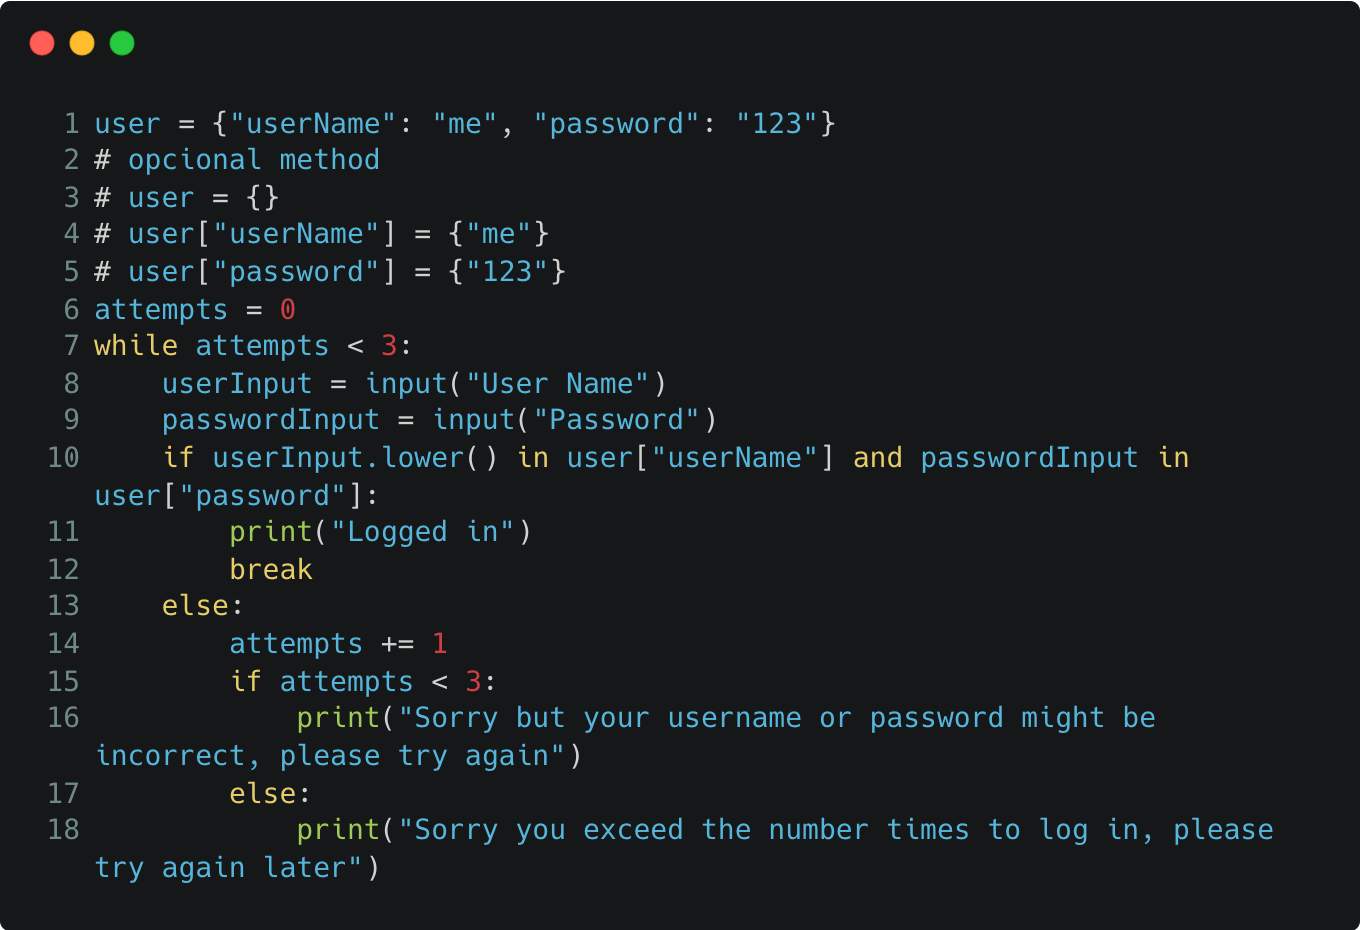 1 user = {"userName": "me", "password": "123"}
2 # opcional method
3 # user = {}
4 # user["userName"] = {"me"}
5 # user["password"] = {"123"}
6 attempts = 0
7 while attempts < 3:
8     userInput = input("User Name")
9     passwordInput = input("Password")
10     if userInput.lower() in user["userName"] and passwordInput in
user["password"]:
11         print("Logged in")
12         break
13     else:
14         attempts += 1
15         if attempts < 3:
16             print("Sorry but your username or password might be
incorrect, please try again")
17         else:
18             print("Sorry you exceed the number times to log in, please
try again later")